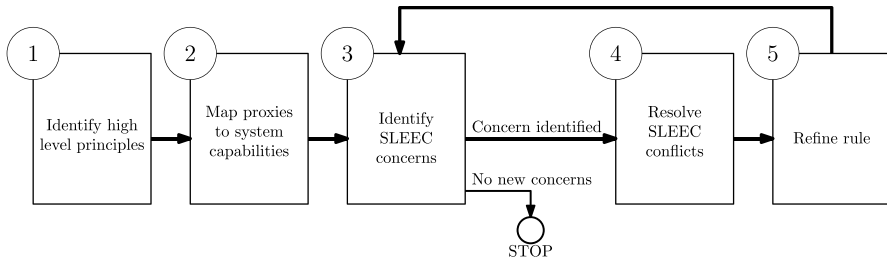 1
Identify high
level principles
2
Map proxies
to system
capabilities
3
Identify
SLEEC
concerns
Concern identified
No new concerns
STOP
4
Resolve
SLEEC
conflicts
5
Refine rule